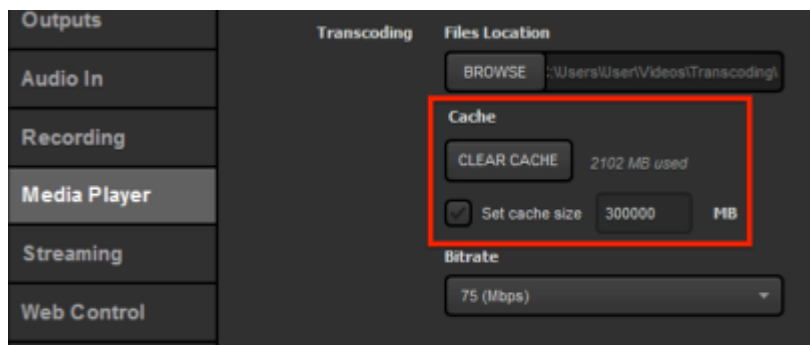 Outputs
Audio In
Recording
Media Player
Streaming
Web Control
Transcoding
Files Location
BROWSE :\Users\User\Videos\Transcoding\
Cache
CLEAR CACHE 2102 MB used
Set cache size 300000 MB
Bitrate
75 (Mbps)